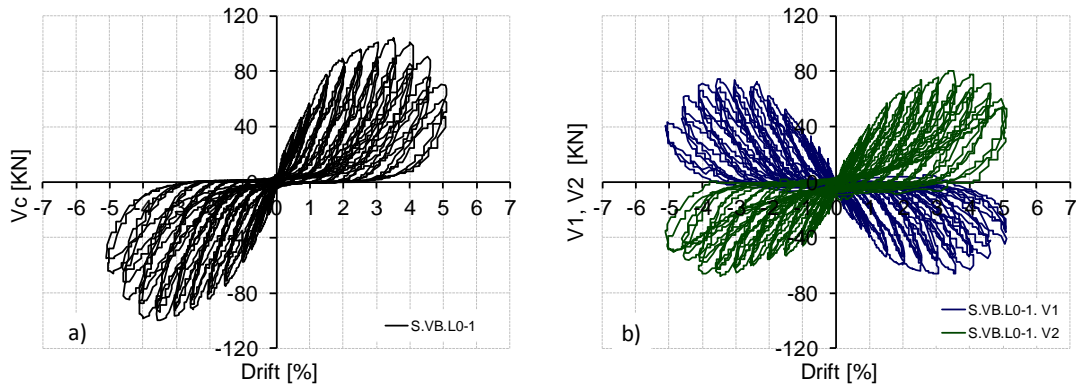 120
80
40
0
-40
-80
-120
-7 -6 -5 -4 -3 -2 -1 0 1 2 3 4 5 6 7
Vc [KN]
Drift [%]
a)
S.VB.L0-1
120
80
40
0
-40
-80
-120
-7 -6 -5 -4 -3 -2 -1 0 1 2 3 4 5 6 7
V1, V2 [KN]
Drift [%]
b)
S.VB.L0-1. V1
S.VB.L0-1. V2